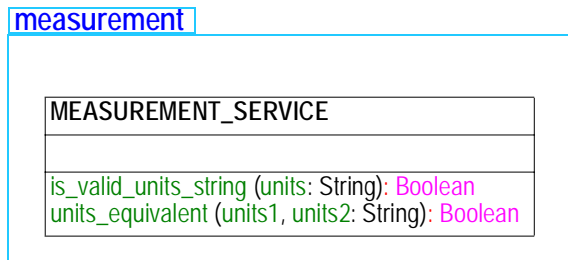 measurement
MEASUREMENT_SERVICE
is_valid_units_string (units: String): Boolean
units_equivalent (units1, units2: String): Boolean